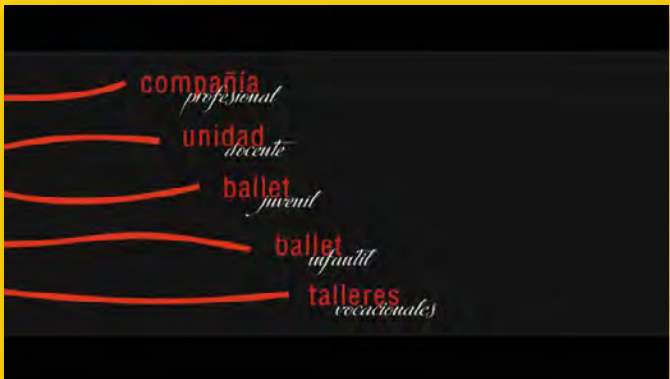 compañía
profesional
unidad
docente
ballet
juvenil
ballet
infantil
talleres
vocacionales